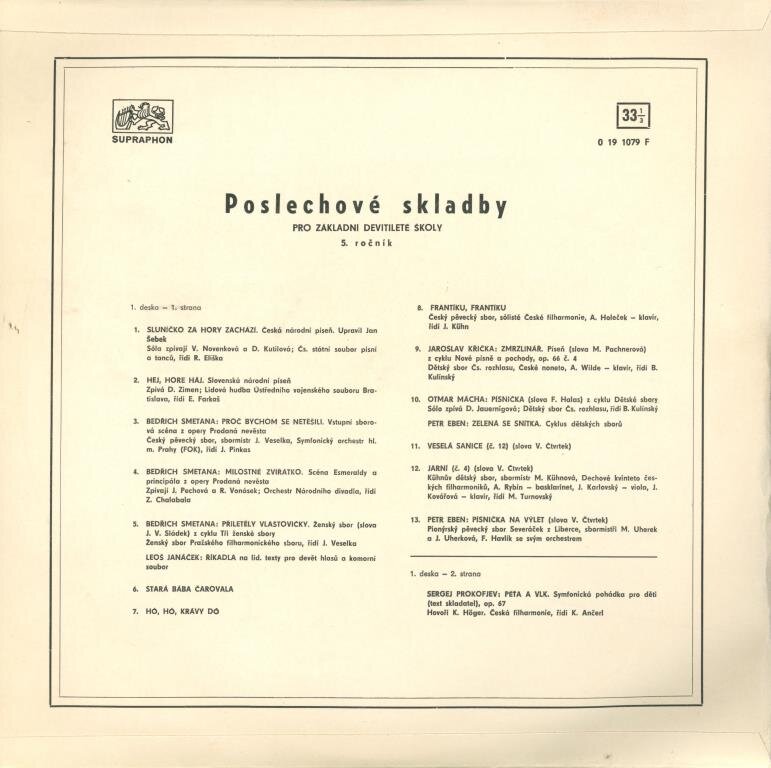 SUPRAPHON
33 1/3
0 19 1079 F
Poslechové skladby
PRO ZÁKLADNÍ DEVÍTILETÉ ŠKOLY
5. ročník
1. deska — 1. strana
1. SLUNÍČKO ZA HORY ZACHÁZÍ. Česká národní píseň. Upravil Jan
Šebek
Sóla zpívají V. Novenková a D. Kutilová; Čs. státní soubor písní
a tanců, řídí R. Eliška
2. HEJ, HORE HÁJ. Slovenská národní píseň
Zpívá D. Zimen; Lidová hudba Ústředního vojenského souboru Bra-
tislava, řídí E. Farkaš
3. BEDŘICH SMETANA: PROČ BYCHOM SE NETĚŠILI. Vstupní sboro-
vá scéna z opery Prodaná nevěsta
Český pěvecký sbor, sbormistr J. Veselka, Symfonický orchestr hl.
m. Prahy (FOK), řídí J. Pinkas
4. BEDŘICH SMETANA: MILOSTNÉ ZVÍŘÁTKO. Scéna Esmeraldy a
principála z opery Prodaná nevěsta
Zpívají J. Pechová a R. Vonásek; Orchestr Národního divadla, řídí
Z. Chalabala
5. BEDŘICH SMETANA: PŘILETĚLY VLAŠTOVIČKY. Ženský sbor (slova
J. V. Sládek) z cyklu Tři ženské sbory
Ženský sbor Pražského filharmonického sboru, řídí J. Veselka
LEOŠ JANÁČEK: ŘÍKADLA na lid. texty pro devět hlasů a komorní
soubor
6. STARÁ BÁBA ČAROVALA
7. HÓ, HÓ, KRÁVY DÓ
8. FRANTÍKU, FRANTÍKU
Český pěvecký sbor, sólisté České filharmonie, A. Holeček — klavír,
řídí J. Kühn
9. JAROSLAV KŘIČKA: ZMRZLINÁŘ. Píseň (slova M. Pachnerová)
z cyklu Nové písně a pochody, op. 66 č. 4
Dětský sbor Čs. rozhlasu, České noneto, A. Wilde — klavír, řídí B.
Kulínský
10. OTMAR MÁCHA: PÍSNIČKA (slova F. Halas) z cyklu Dětské sbory
Sólo zpívá D. Jauernigová; Dětský sbor Čs. rozhlasu, řídí B. Kulínský
PETR EBEN: ZELENÁ SE SNÍTKA. Cyklus dětských sborů
11. VESELÁ SANICE (č. 12) (slova V. Čtvrtek)
12. JARNÍ (č. 4) (slova V. Čtvrtek)
Kühnův dětský sbor, sbormistr M. Kühnová, Dechové kvinteto čes-
kých filharmoniků, A. Rybín — basklarinet, J. Karlovský — viola, J.
Kovářová — klavír, řídí M. Turnovský
13. PETR EBEN: PÍSNIČKA NA VÝLET (slova V. Čtvrtek)
Pionýrský pěvecký sbor Severáček z Liberce, sbormistři M. Uherek
a J. Uherková, F. Havlík se svým orchestrem
1. deska — 2. strana
SERGEJ PROKOFJEV: PÉŤA A VLK. Symfonická pohádka pro děti
(text skladatel), op. 67
Hovoří K. Höger. Česká filharmonie, řídí K. Ančerl